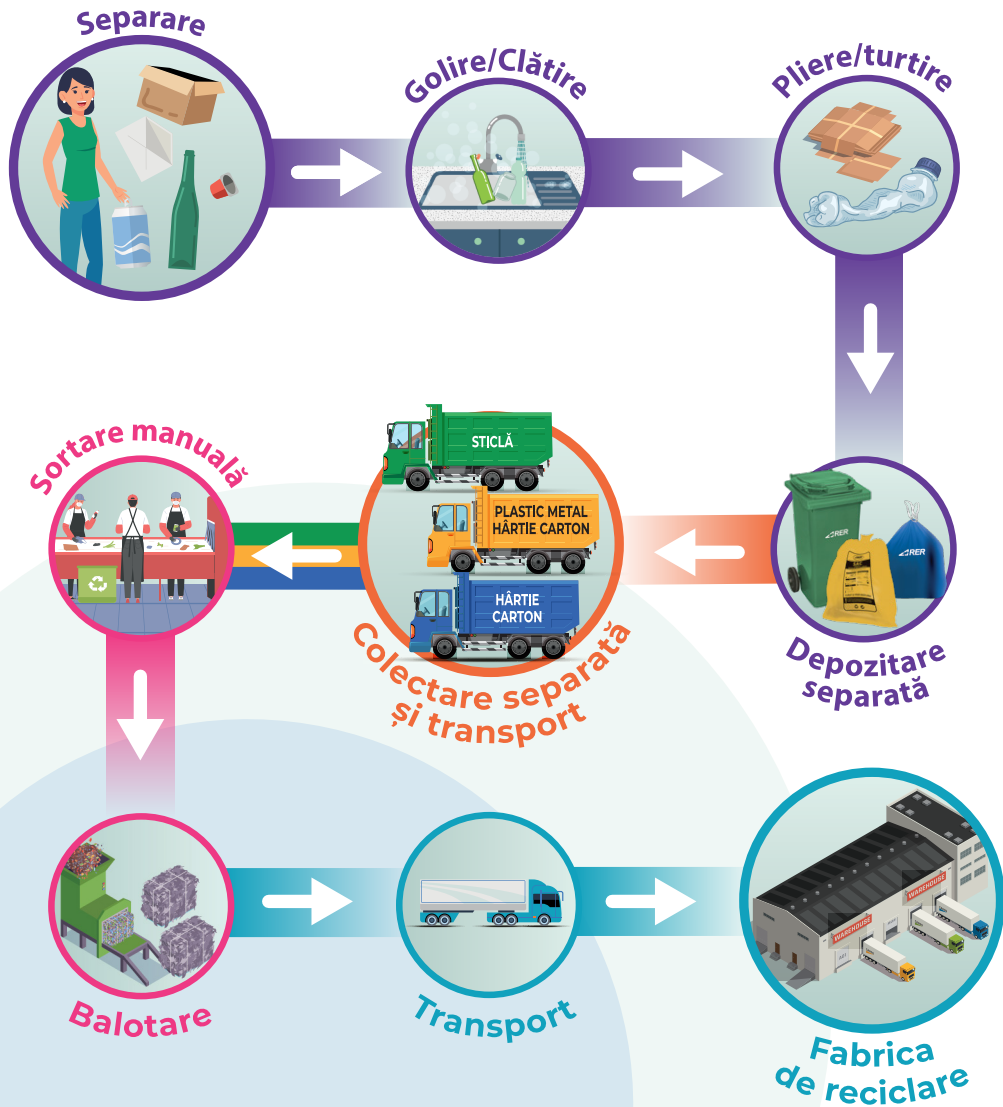 Separare
Golire/Clătire
Pliere/turtire
Sortare manuală
STICLĂ
PLASTIC METAL
HÂRTIE CARTON
HÂRTIE
CARTON
Colectare separată
și transport
RER
RER
Depozitare
separată
Balotare
Transport
WAREHOUSE
WAREHOUSE
Fabrica
de reciclare